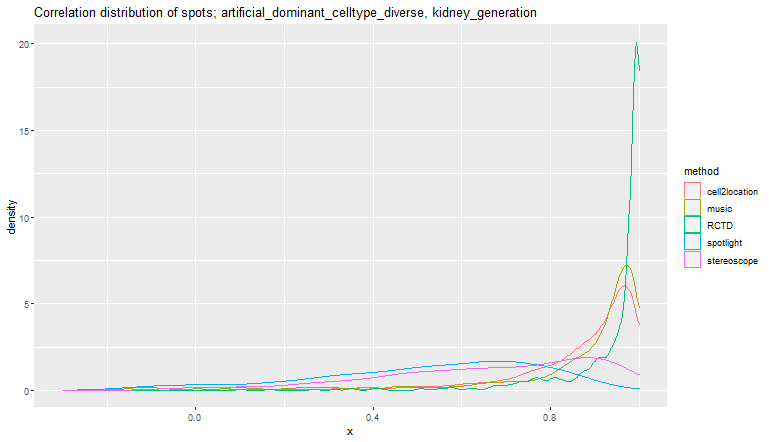 Correlation distribution of spots; artificial_dominant_celltype_diverse, kidney_generation
20
15
10
5
0
density
0.0
0.4
0.8
x
method
cell2location
music
RCTD
spotlight
stereoscope